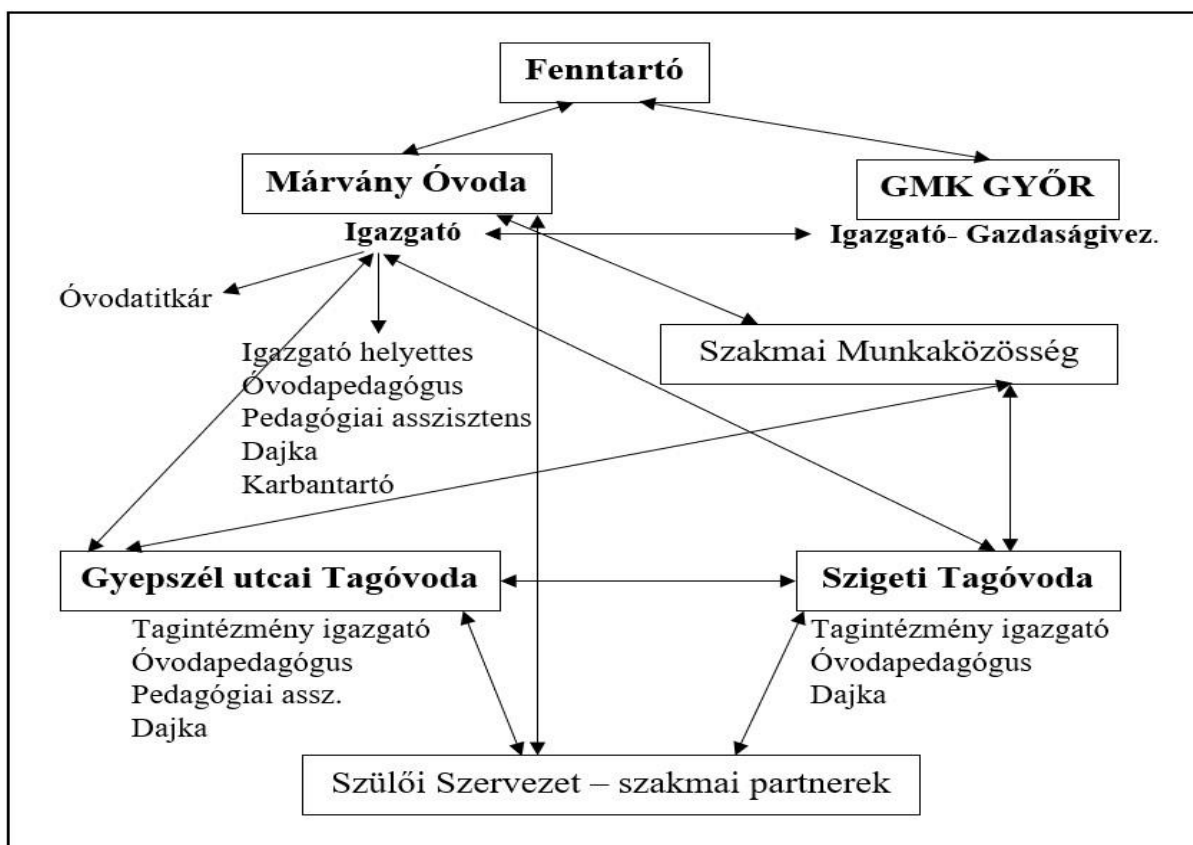 Fenntartó
Márvány Óvoda
GMK GYŐR
Igazgató
Igazgató- Gazdaságivez.
Óvodatitkár
Igazgató helyettes
Óvodapedagógus
Pedagógiai asszisztens
Dajka
Karbantartó
Szakmai Munkaközösség
Gyepszél utcai Tagóvoda
Tagintézmény igazgató
Óvodapedagógus
Pedagógiai assz.
Dajka
Szigeti Tagóvoda
Tagintézmény igazgató
Óvodapedagógus
Dajka
Szülői Szervezet – szakmai partnerek